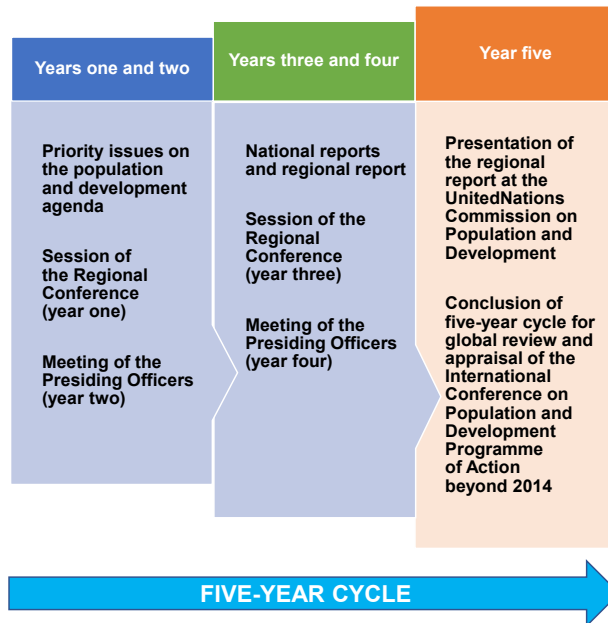 Years one and two
Priority issues on
the population
and development
agenda
Session of
the Regional
Conference
(year one)
Meeting of the
Presiding Officers
(year two)
Years three and four
National reports
and regional report
Session of the
Regional
Conference
(year three)
Meeting of the
Presiding Officers
(year four)
Year five
Presentation of
the regional
report at the
UnitedNations
Commission on
Population and
Development
Conclusion of
five-year cycle for
global review and
appraisal of the
International
Conference on
Population and
Development
Programme
of Action
beyond 2014
FIVE-YEAR CYCLE